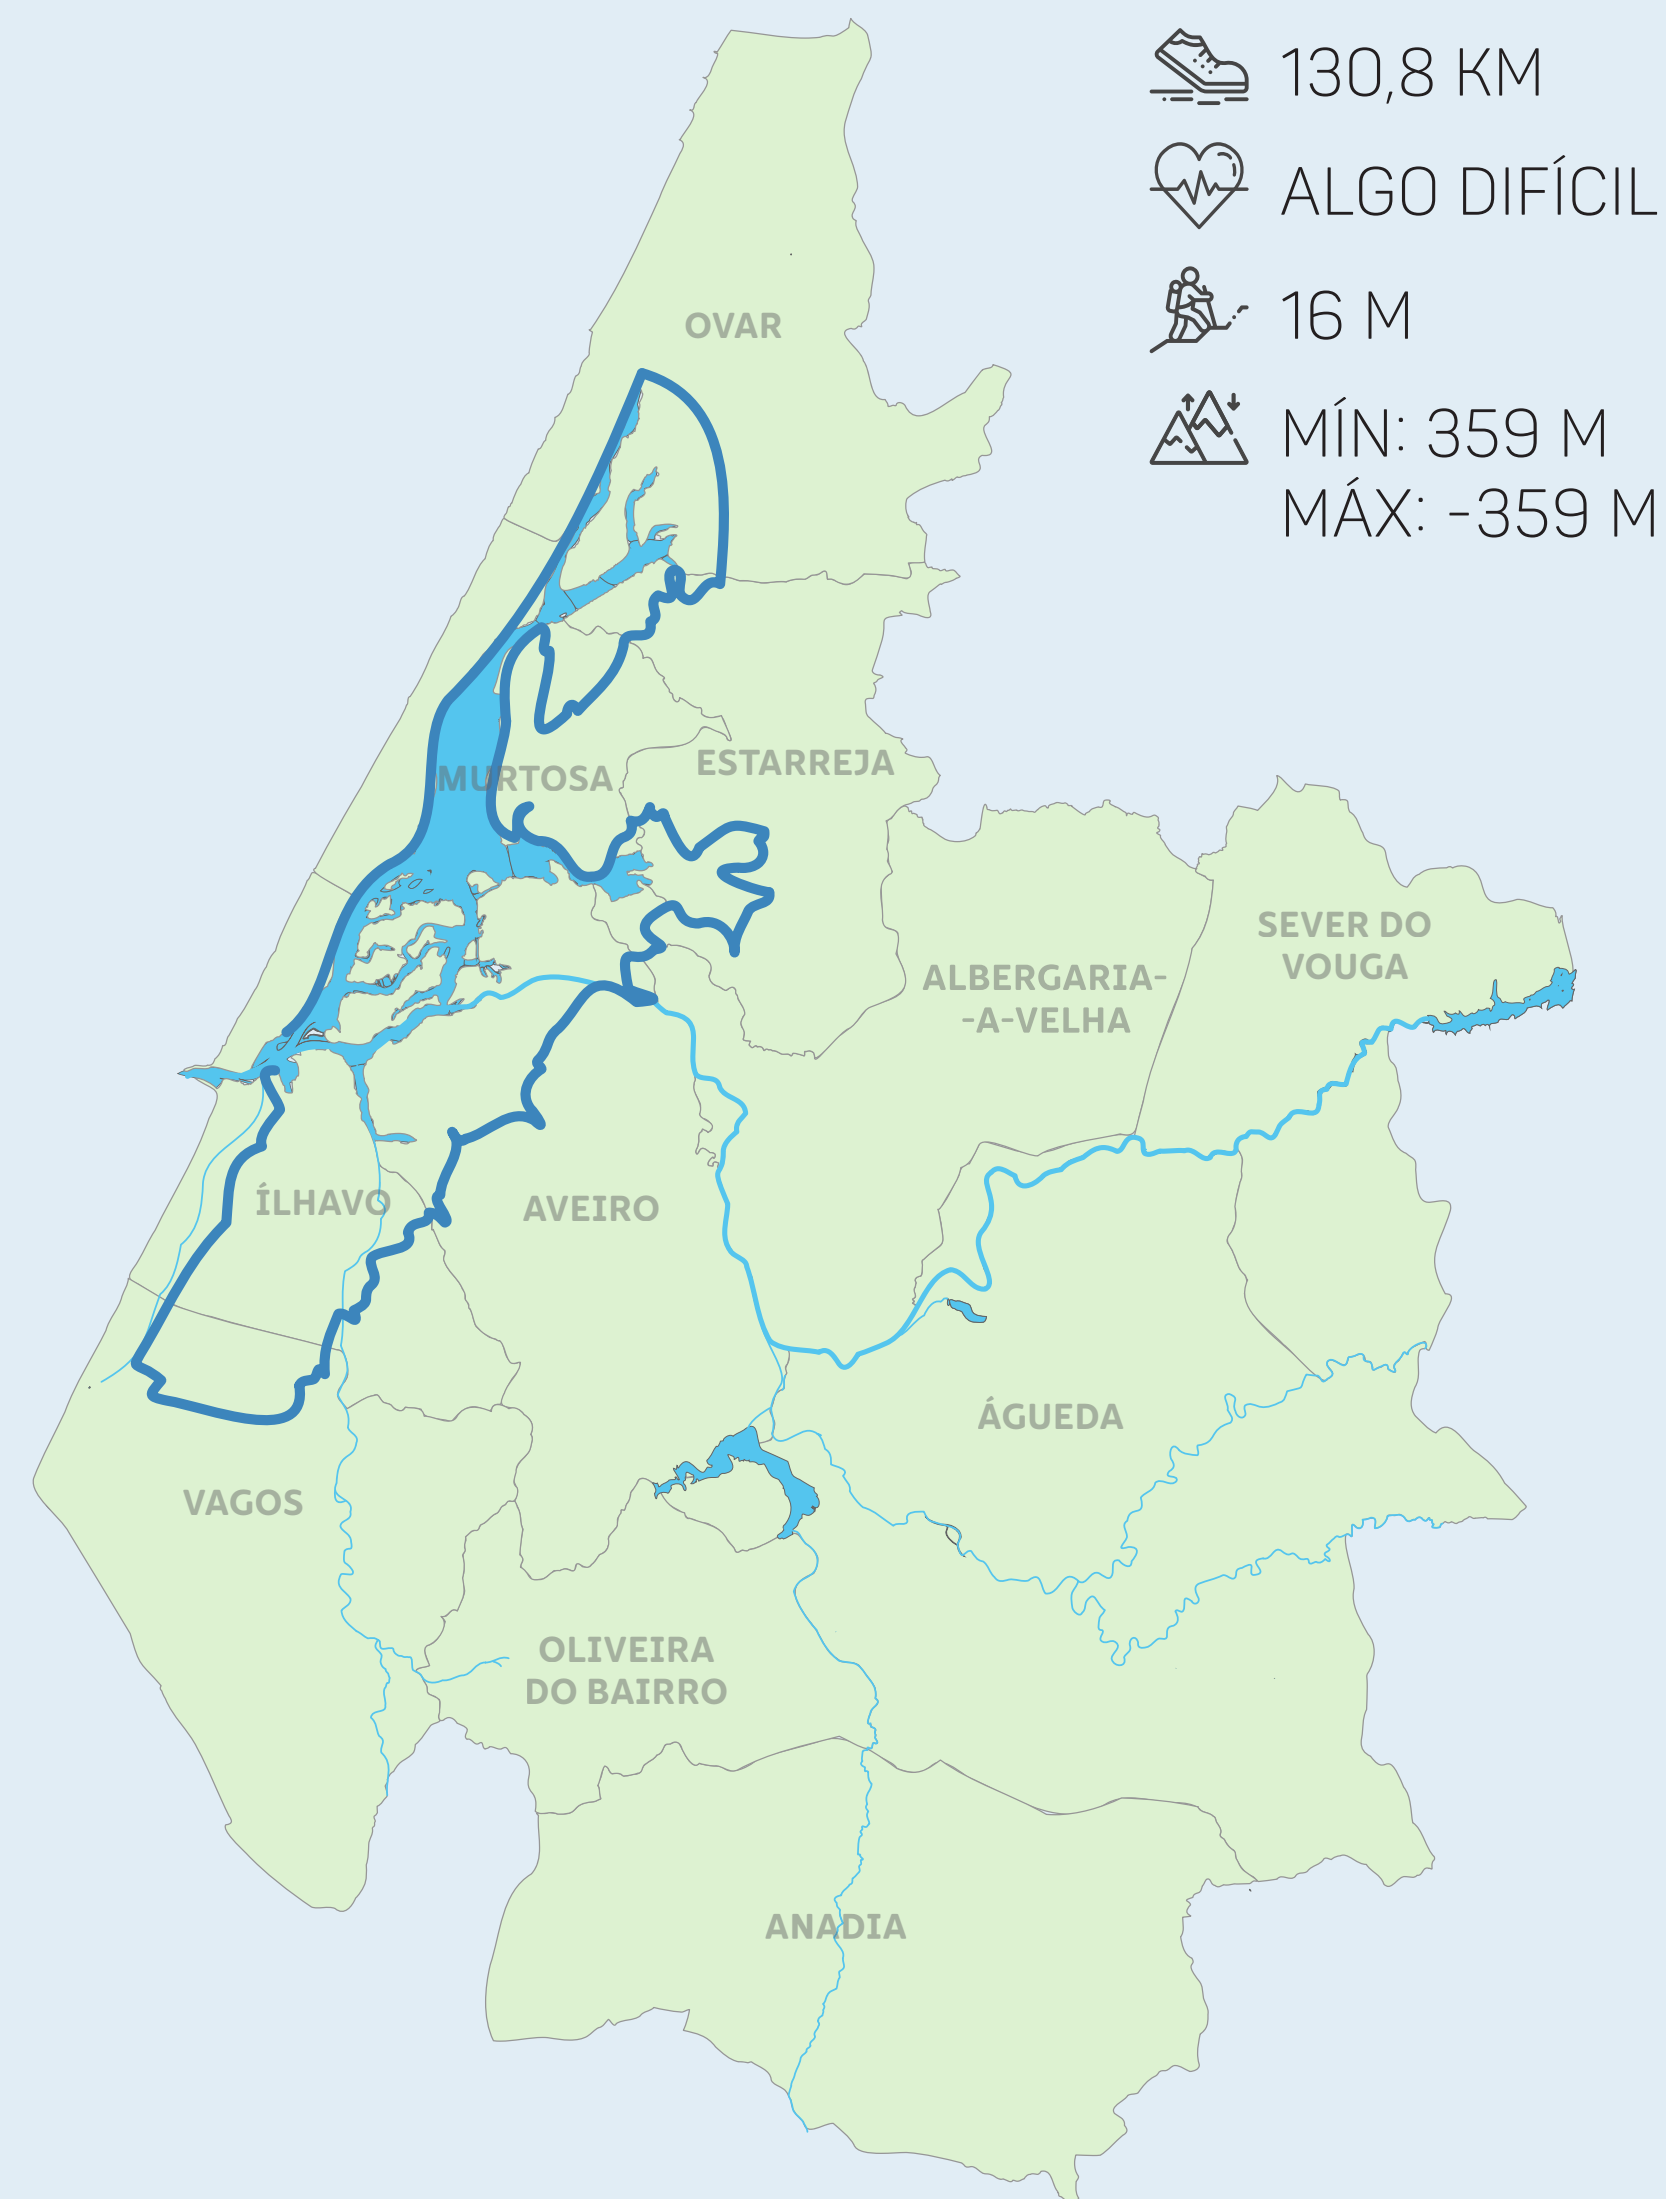 130,8 KM
ALGO DIFÍCIL
16 M
MÍN: 359 M
MÁX: -359 M
OVAR
MURTOSA
ESTARREJA
SEVER DO
VOUGA
ALBERGARIA-
-A-VELHA
ÍLHAVO
AVEIRO
ÁGUEDA
VAGOS
OLIVEIRA
DO BAIRRO
ANADIA